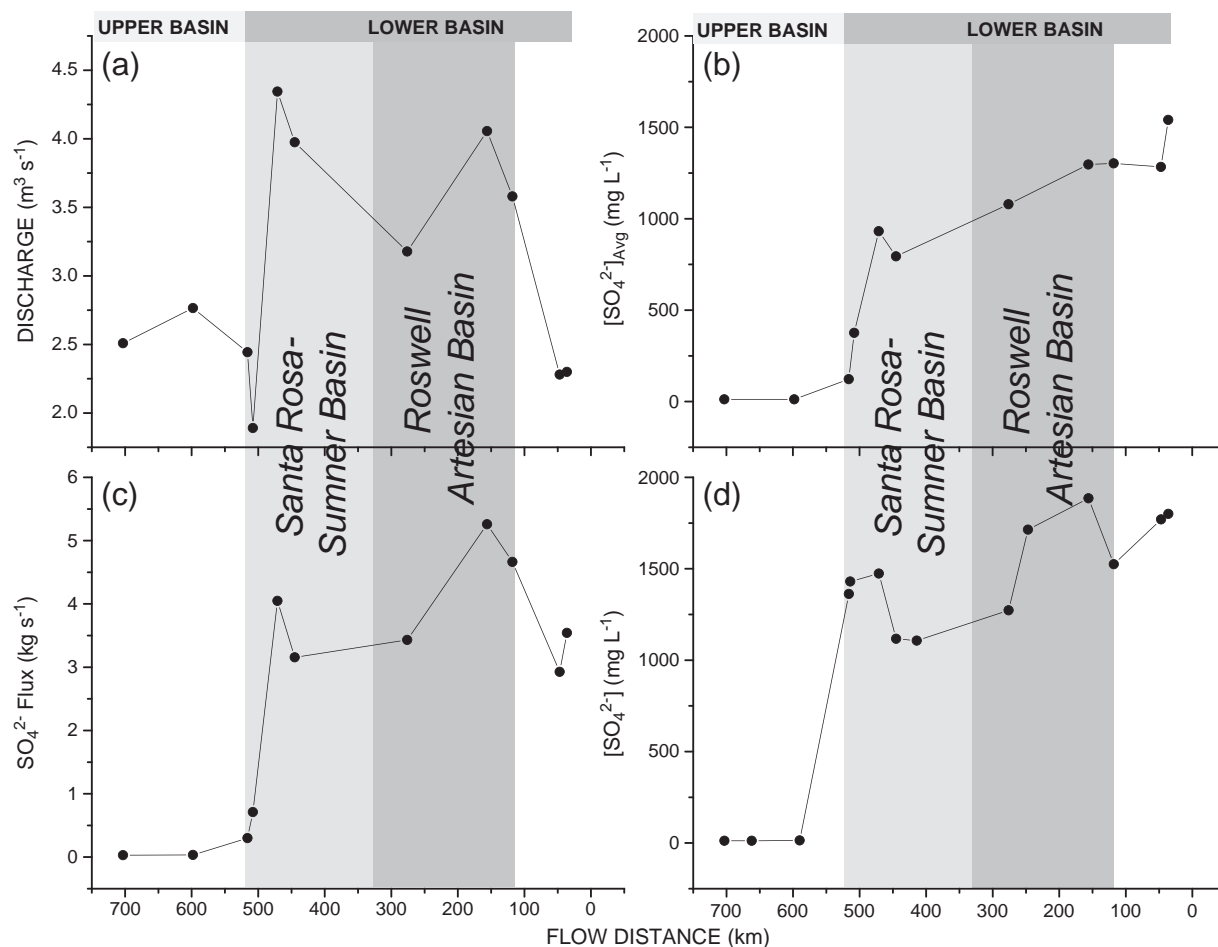 UPPER BASIN LOWER BASIN
(a)
4.5
4.0
3.5
3.0
2.5
2.0
DISCHARGE (m³ s⁻¹)
UPPER BASIN LOWER BASIN
(b)
2000
1500
1000
500
0
[SO₄²⁻]Avg (mg L⁻¹)
Santa Rosa-
Sumner Basin
Roswell
Artesian Basin
Santa Rosa-
Sumner Basin
Roswell
Artesian Basin
(c)
6
5
4
3
2
1
0
SO₄²⁻ Flux (kg s⁻¹)
700 600 500 400 300 200 100 0
(d)
2000
1500
1000
500
0
[SO₄²⁻] (mg L⁻¹)
700 600 500 400 300 200 100 0
FLOW DISTANCE (km)